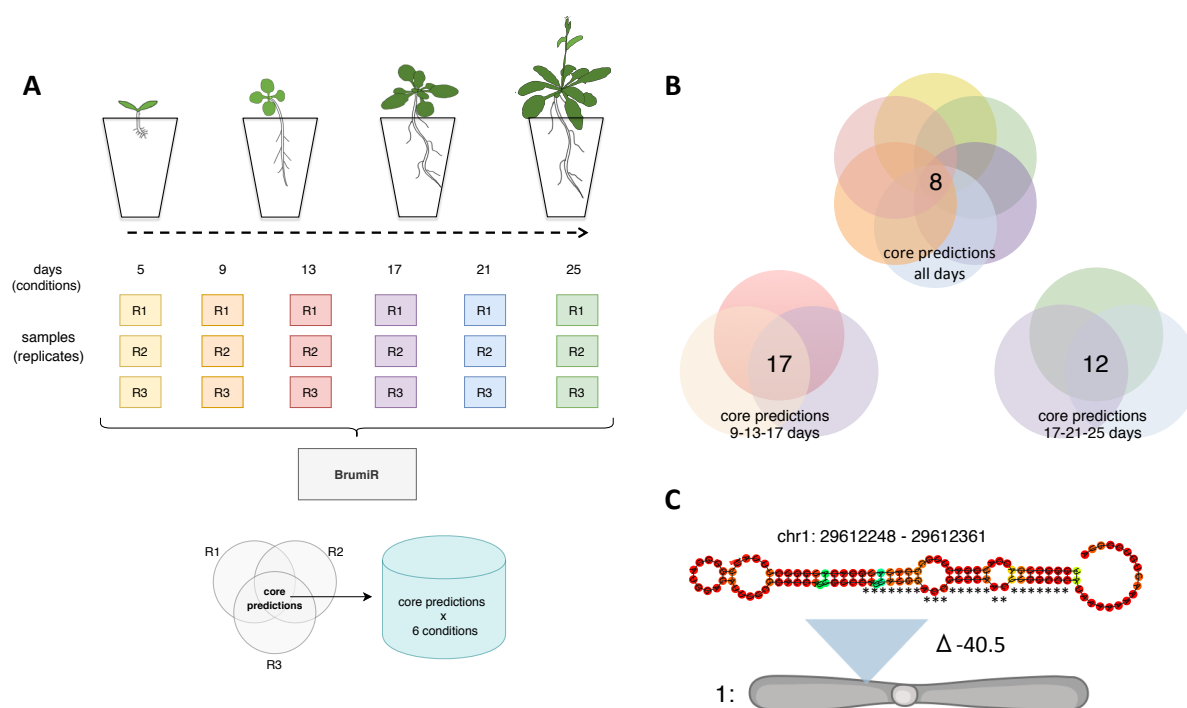 A
days
(conditions)
5 9 13 17 21 25
samples
(replicates)
R1 R1 R1 R1 R1 R1
R2 R2 R2 R2 R2 R2
R3 R3 R3 R3 R3 R3
BrumiR
R1
R2
R3
core
predictions
core predictions
x
6 conditions
B
8
core predictions
all days
17
core predictions
9-13-17 days
12
core predictions
17-21-25 days
C
chr1: 29612248 - 29612361
******* ***** *******
*** **
Δ -40.5
1: